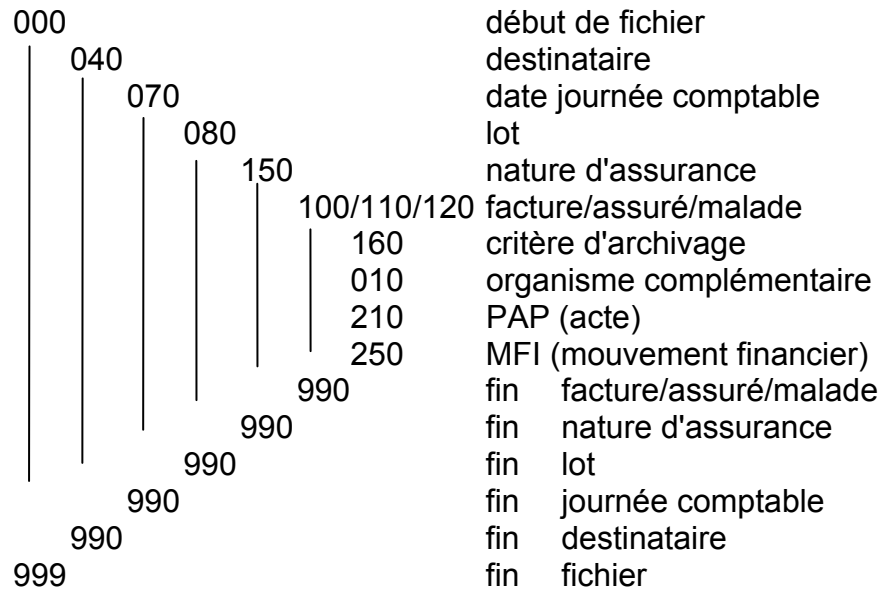 000 début de fichier
040 destinataire
070 date journée comptable
080 lot
150 nature d'assurance
100/110/120 facture/assuré/malade
160 critère d'archivage
010 organisme complémentaire
210 PAP (acte)
250 MFI (mouvement financier)
990 fin facture/assuré/malade
990 fin nature d'assurance
990 fin lot
990 fin journée comptable
990 fin destinataire
999 fin fichier